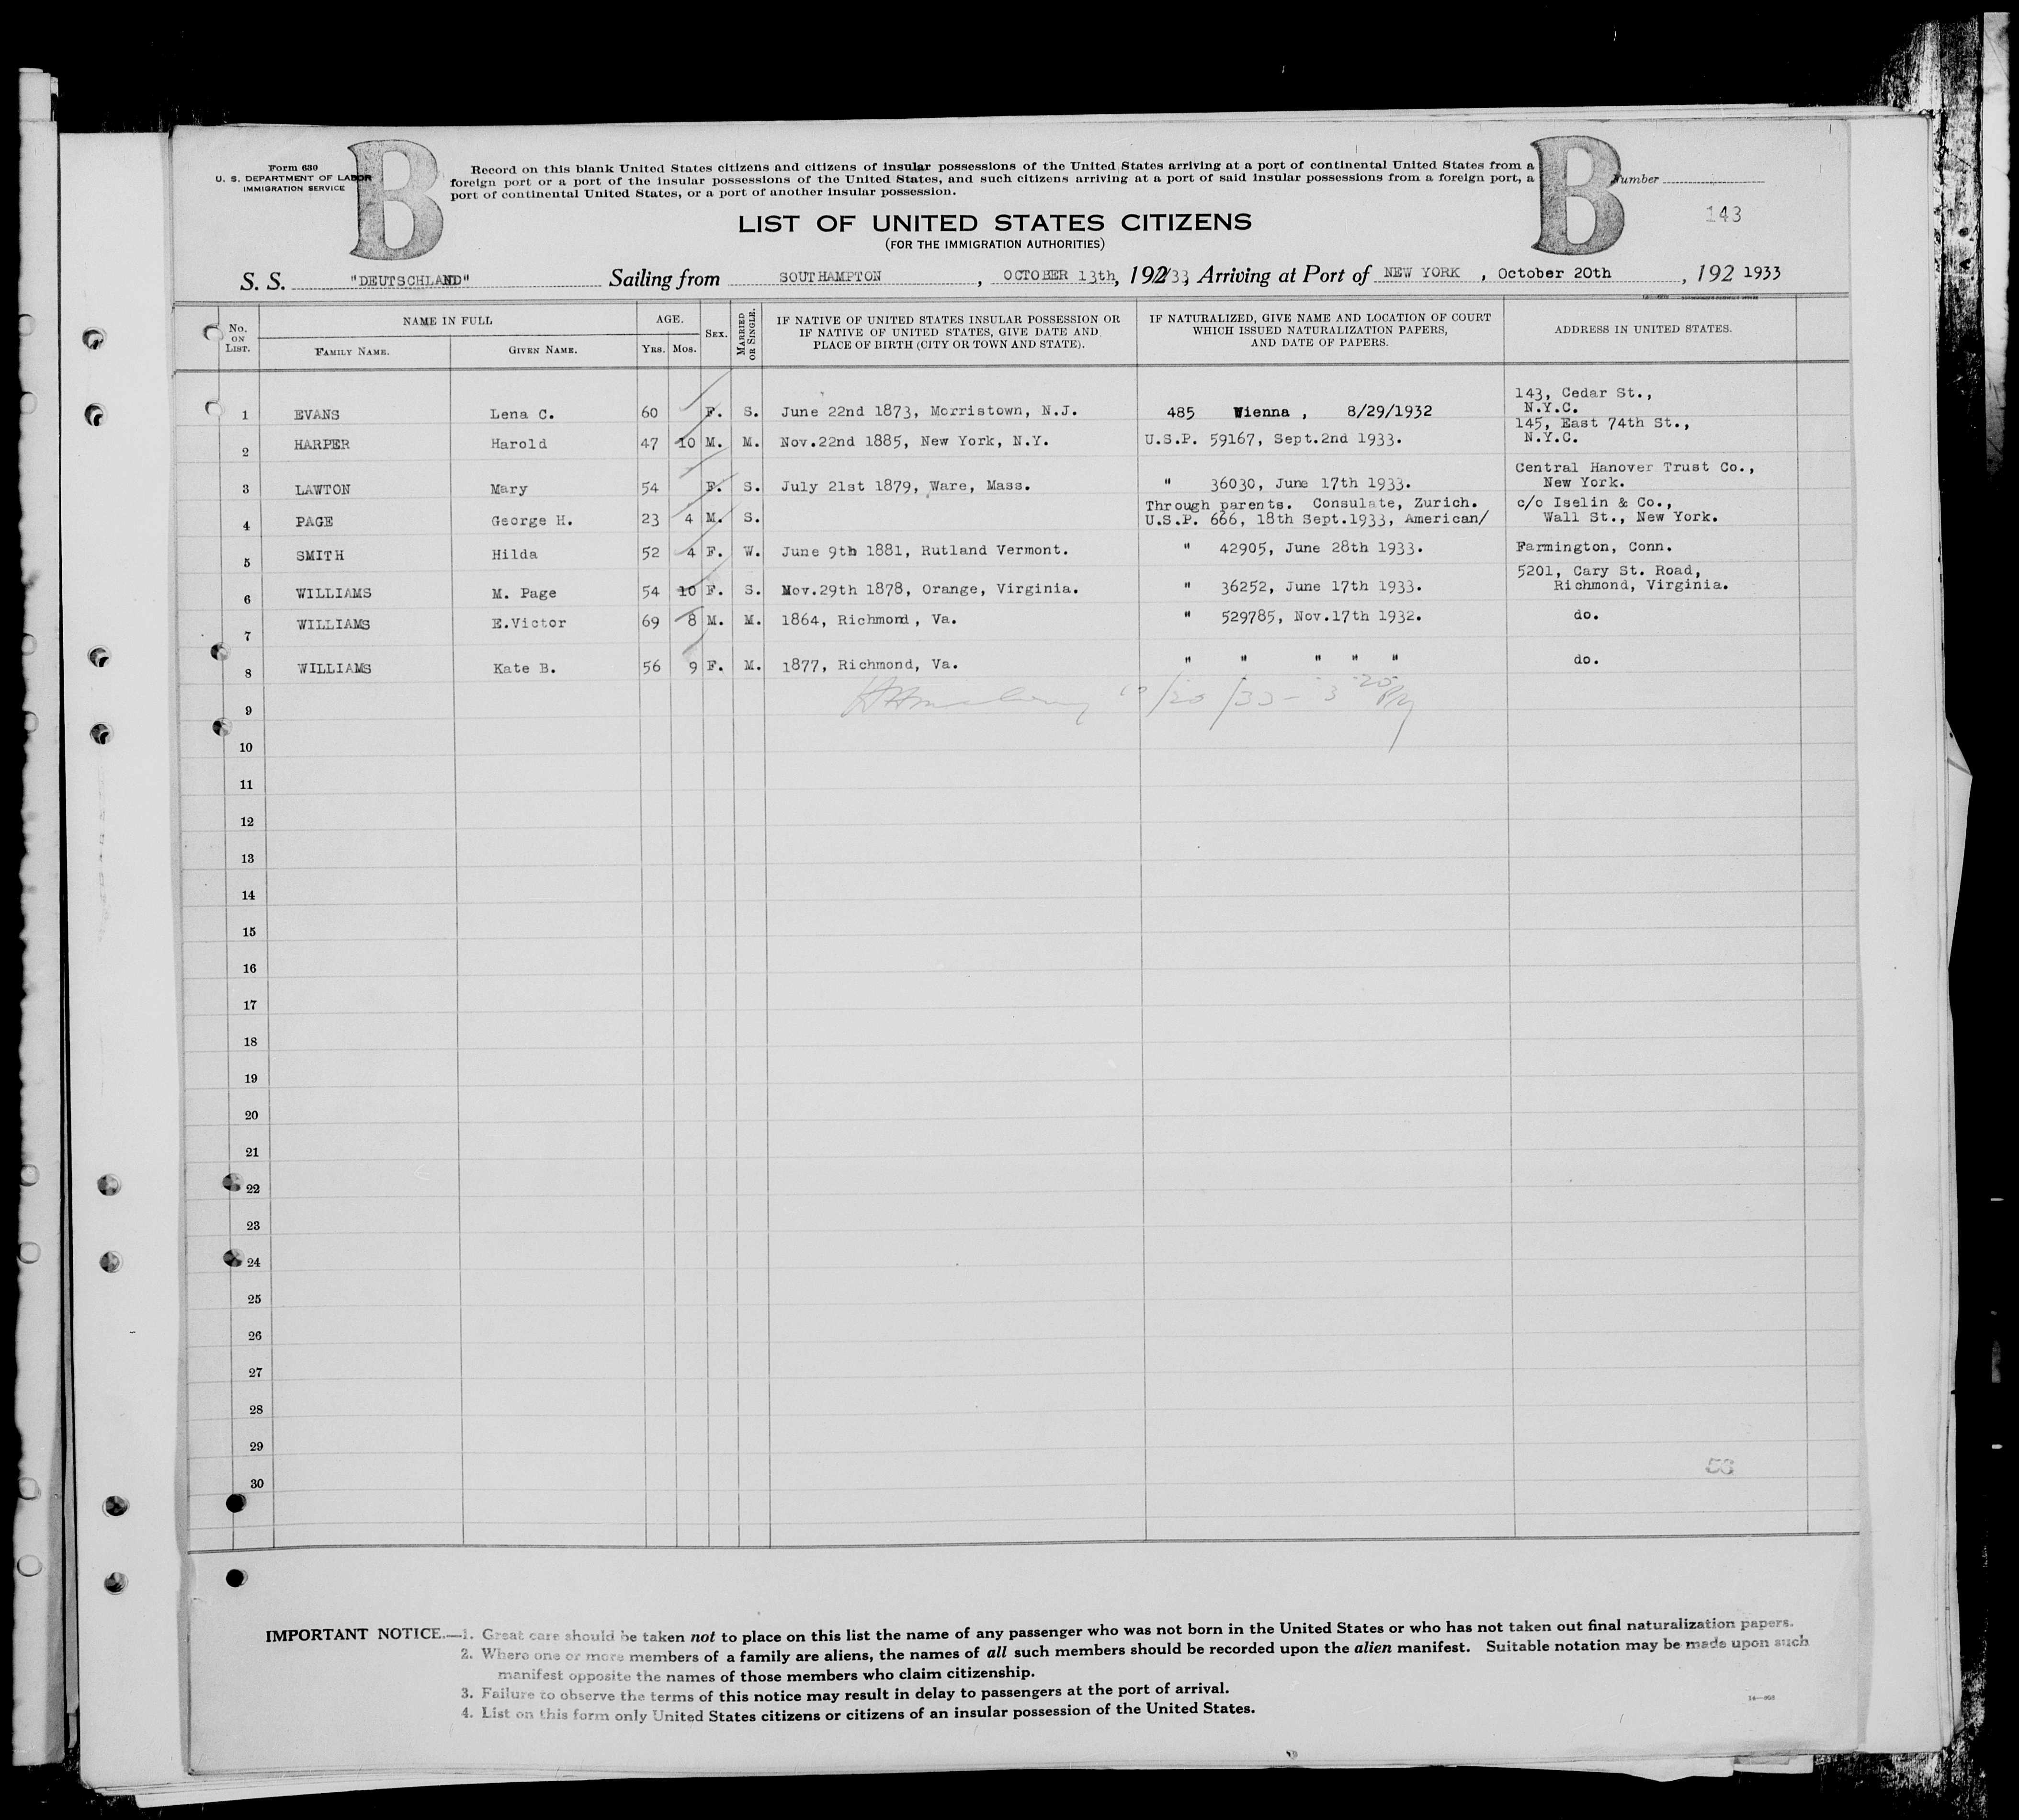 Form 630
U. S. DEPARTMENT OF LABOR
IMMIGRATION SERVICE
B
Record on this blank United States citizens and citizens of insular possessions of the United States arriving at a port of continental United States from a
foreign port or a port of the insular possessions of the United States, and such citizens arriving at a port of said insular possessions from a foreign port, a
port of continental United States, or a port of another insular possession.
B
Number
143
LIST OF UNITED STATES CITIZENS
(FOR THE IMMIGRATION AUTHORITIES)
S. S. "DEUTSCHLAND" Sailing from SOUTHAMPTON , OCTOBER 13th, 192/33, Arriving at Port of NEW YORK , October 20th , 192 1933
No. ON LIST. NAME IN FULL FAMILY NAME. GIVEN NAME. AGE. YRS. MOS. SEX. MARRIED OR SINGLE. IF NATIVE OF UNITED STATES INSULAR POSSESSION OR IF NATIVE OF UNITED STATES, GIVE DATE AND PLACE OF BIRTH (CITY OR TOWN AND STATE). IF NATURALIZED, GIVE NAME AND LOCATION OF COURT WHICH ISSUED NATURALIZATION PAPERS, AND DATE OF PAPERS. ADDRESS IN UNITED STATES.
1 EVANS Lena C. 60 F. S. June 22nd 1873, Morristown, N.J. 485 Wienna , 8/29/1932 143, Cedar St., N.Y.C.
2 HARPER Harold 47 10 M. M. Nov.22nd 1885, New York, N.Y. U.S.P. 59167, Sept.2nd 1933. 145, East 74th St., N.Y.C.
3 LAWTON Mary 54 F. S. July 21st 1879, Ware, Mass. " 36030, June 17th 1933. Central Hanover Trust Co., New York.
4 PAGE George H. 23 4 M. S. Through parents. Consulate, Zurich. U.S.P. 666, 18th Sept.1933, American/ c/o Iselin & Co., Wall St., New York.
5 SMITH Hilda 52 4 F. W. June 9th 1881, Rutland Vermont. " 42905, June 28th 1933. Farmington, Conn.
6 WILLIAMS M. Page 54 10 F. S. Nov.29th 1878, Orange, Virginia. " 36252, June 17th 1933. 5201, Cary St. Road, Richmond, Virginia.
7 WILLIAMS E.Victor 69 8 M. M. 1864, Richmond, Va. " 529785, Nov.17th 1932. do.
8 WILLIAMS Kate B. 56 9 F. M. 1877, Richmond, Va. " " " " " do.
10/20/33 - 3 20 PM
9
10
11
12
13
14
15
16
17
18
19
20
21
22
23
24
25
26
27
28
29
30
53
IMPORTANT NOTICE.—1. Great care should be taken not to place on this list the name of any passenger who was not born in the United States or who has not taken out final naturalization papers.
2. Where one or more members of a family are aliens, the names of all such members should be recorded upon the alien manifest. Suitable notation may be made upon such
manifest opposite the names of those members who claim citizenship.
3. Failure to observe the terms of this notice may result in delay to passengers at the port of arrival.
4. List on this form only United States citizens or citizens of an insular possession of the United States.